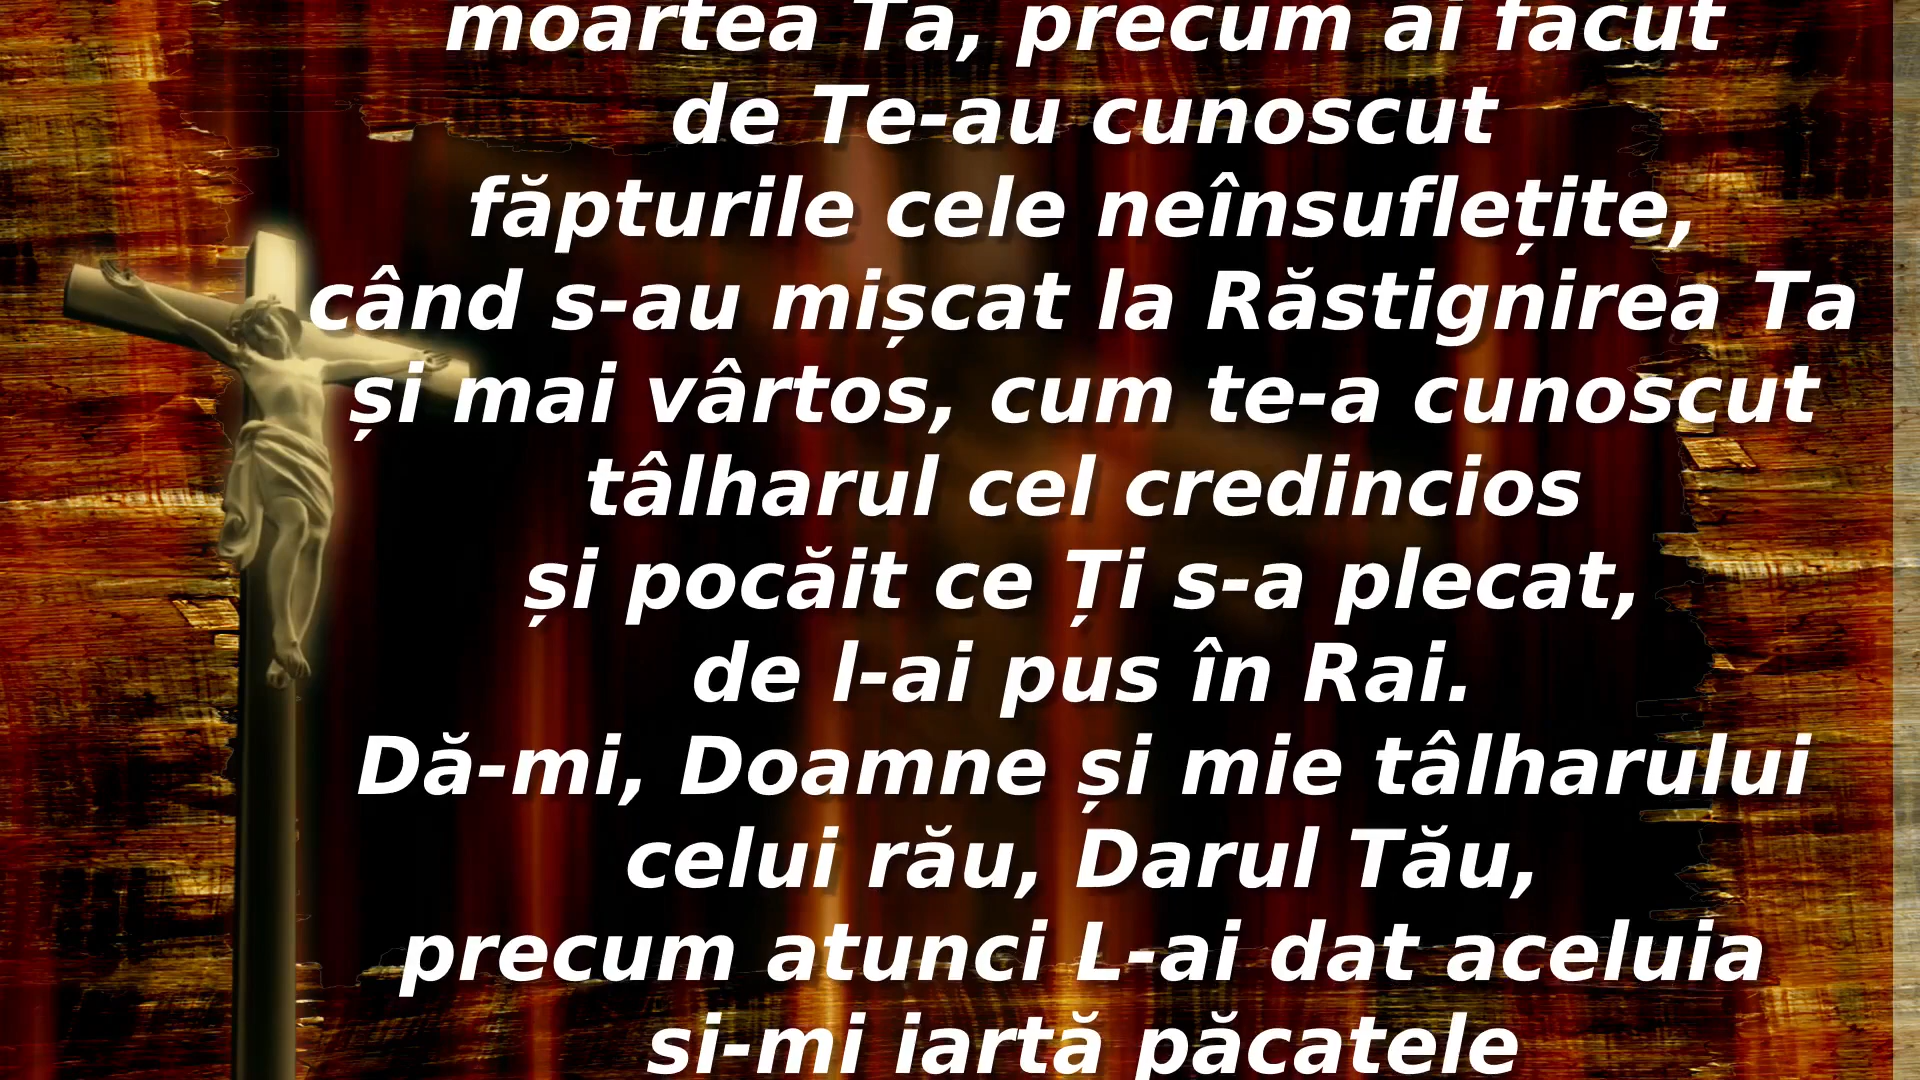 moartea Ta, precum ai făcut
de Te-au cunoscut
făpturile cele neînsuflețite,
când s-au mișcat la Răstignirea Ta
și mai vârtos, cum te-a cunoscut
tâlharul cel credincios
și pocăit ce Ți s-a plecat,
de l-ai pus în Rai.
Dă-mi, Doamne și mie tâlharului
celui rău, Darul Tău,
precum atunci L-ai dat aceluia
si-mi iartă păcatele